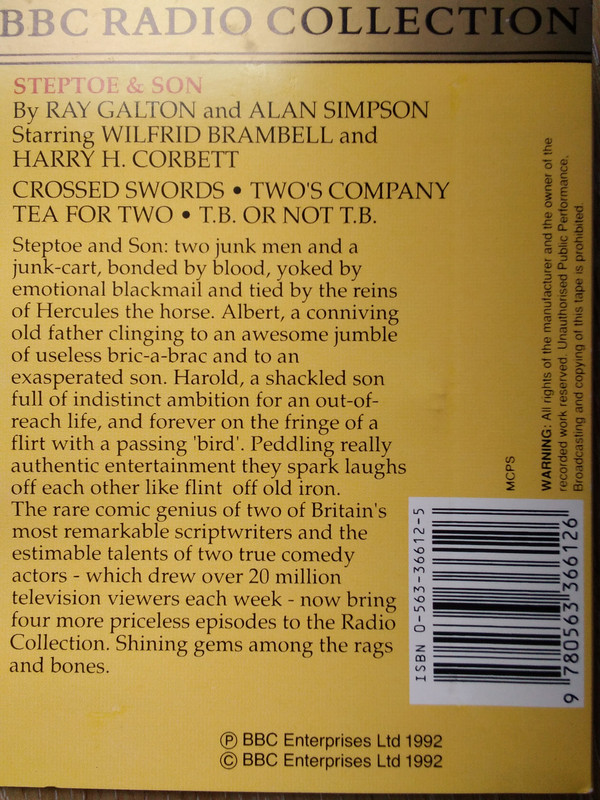 BBC RADIO COLLECTION
STEPTOE & SON
By RAY GALTON and ALAN SIMPSON
Starring WILFRID BRAMBELL and
HARRY H. CORBETT
CROSSED SWORDS • TWO'S COMPANY
TEA FOR TWO • T.B. OR NOT T.B.
Steptoe and Son: two junk men and a
junk-cart, bonded by blood, yoked by
emotional blackmail and tied by the reins
of Hercules the horse. Albert, a conniving
old father clinging to an awesome jumble
of useless bric-a-brac and to an
exasperated son. Harold, a shackled son
full of indistinct ambition for an out-of-
reach life, and forever on the fringe of a
flirt with a passing 'bird'. Peddling really
authentic entertainment they spark laughs
off each other like flint off old iron.
The rare comic genius of two of Britain's
most remarkable scriptwriters and the
estimable talents of two true comedy
actors - which drew over 20 million
television viewers each week - now bring
four more priceless episodes to the Radio
Collection. Shining gems among the rags
and bones.
MCPS
WARNING: All rights of the manufacturer and the owner of the
recorded work reserved. Unauthorised Public Performance,
Broadcasting and copying of this tape is prohibited.
ISBN 0-563-36612-5
9 780563 366126
Ⓟ BBC Enterprises Ltd 1992
© BBC Enterprises Ltd 1992